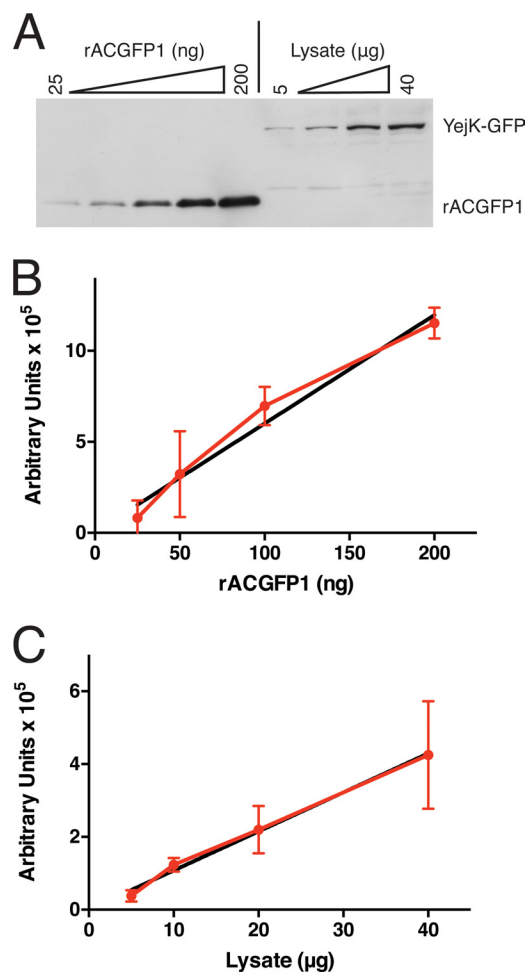 A
rACGFP1 (ng)
Lysate (µg)
25
200
5
40
YejK-GFP
rACGFP1
B
Arbitrary Units x 10⁵
10
5
0
0
50
100
150
200
rACGFP1 (ng)
C
Arbitrary Units x 10⁵
6
4
2
0
0
10
20
30
40
Lysate (µg)